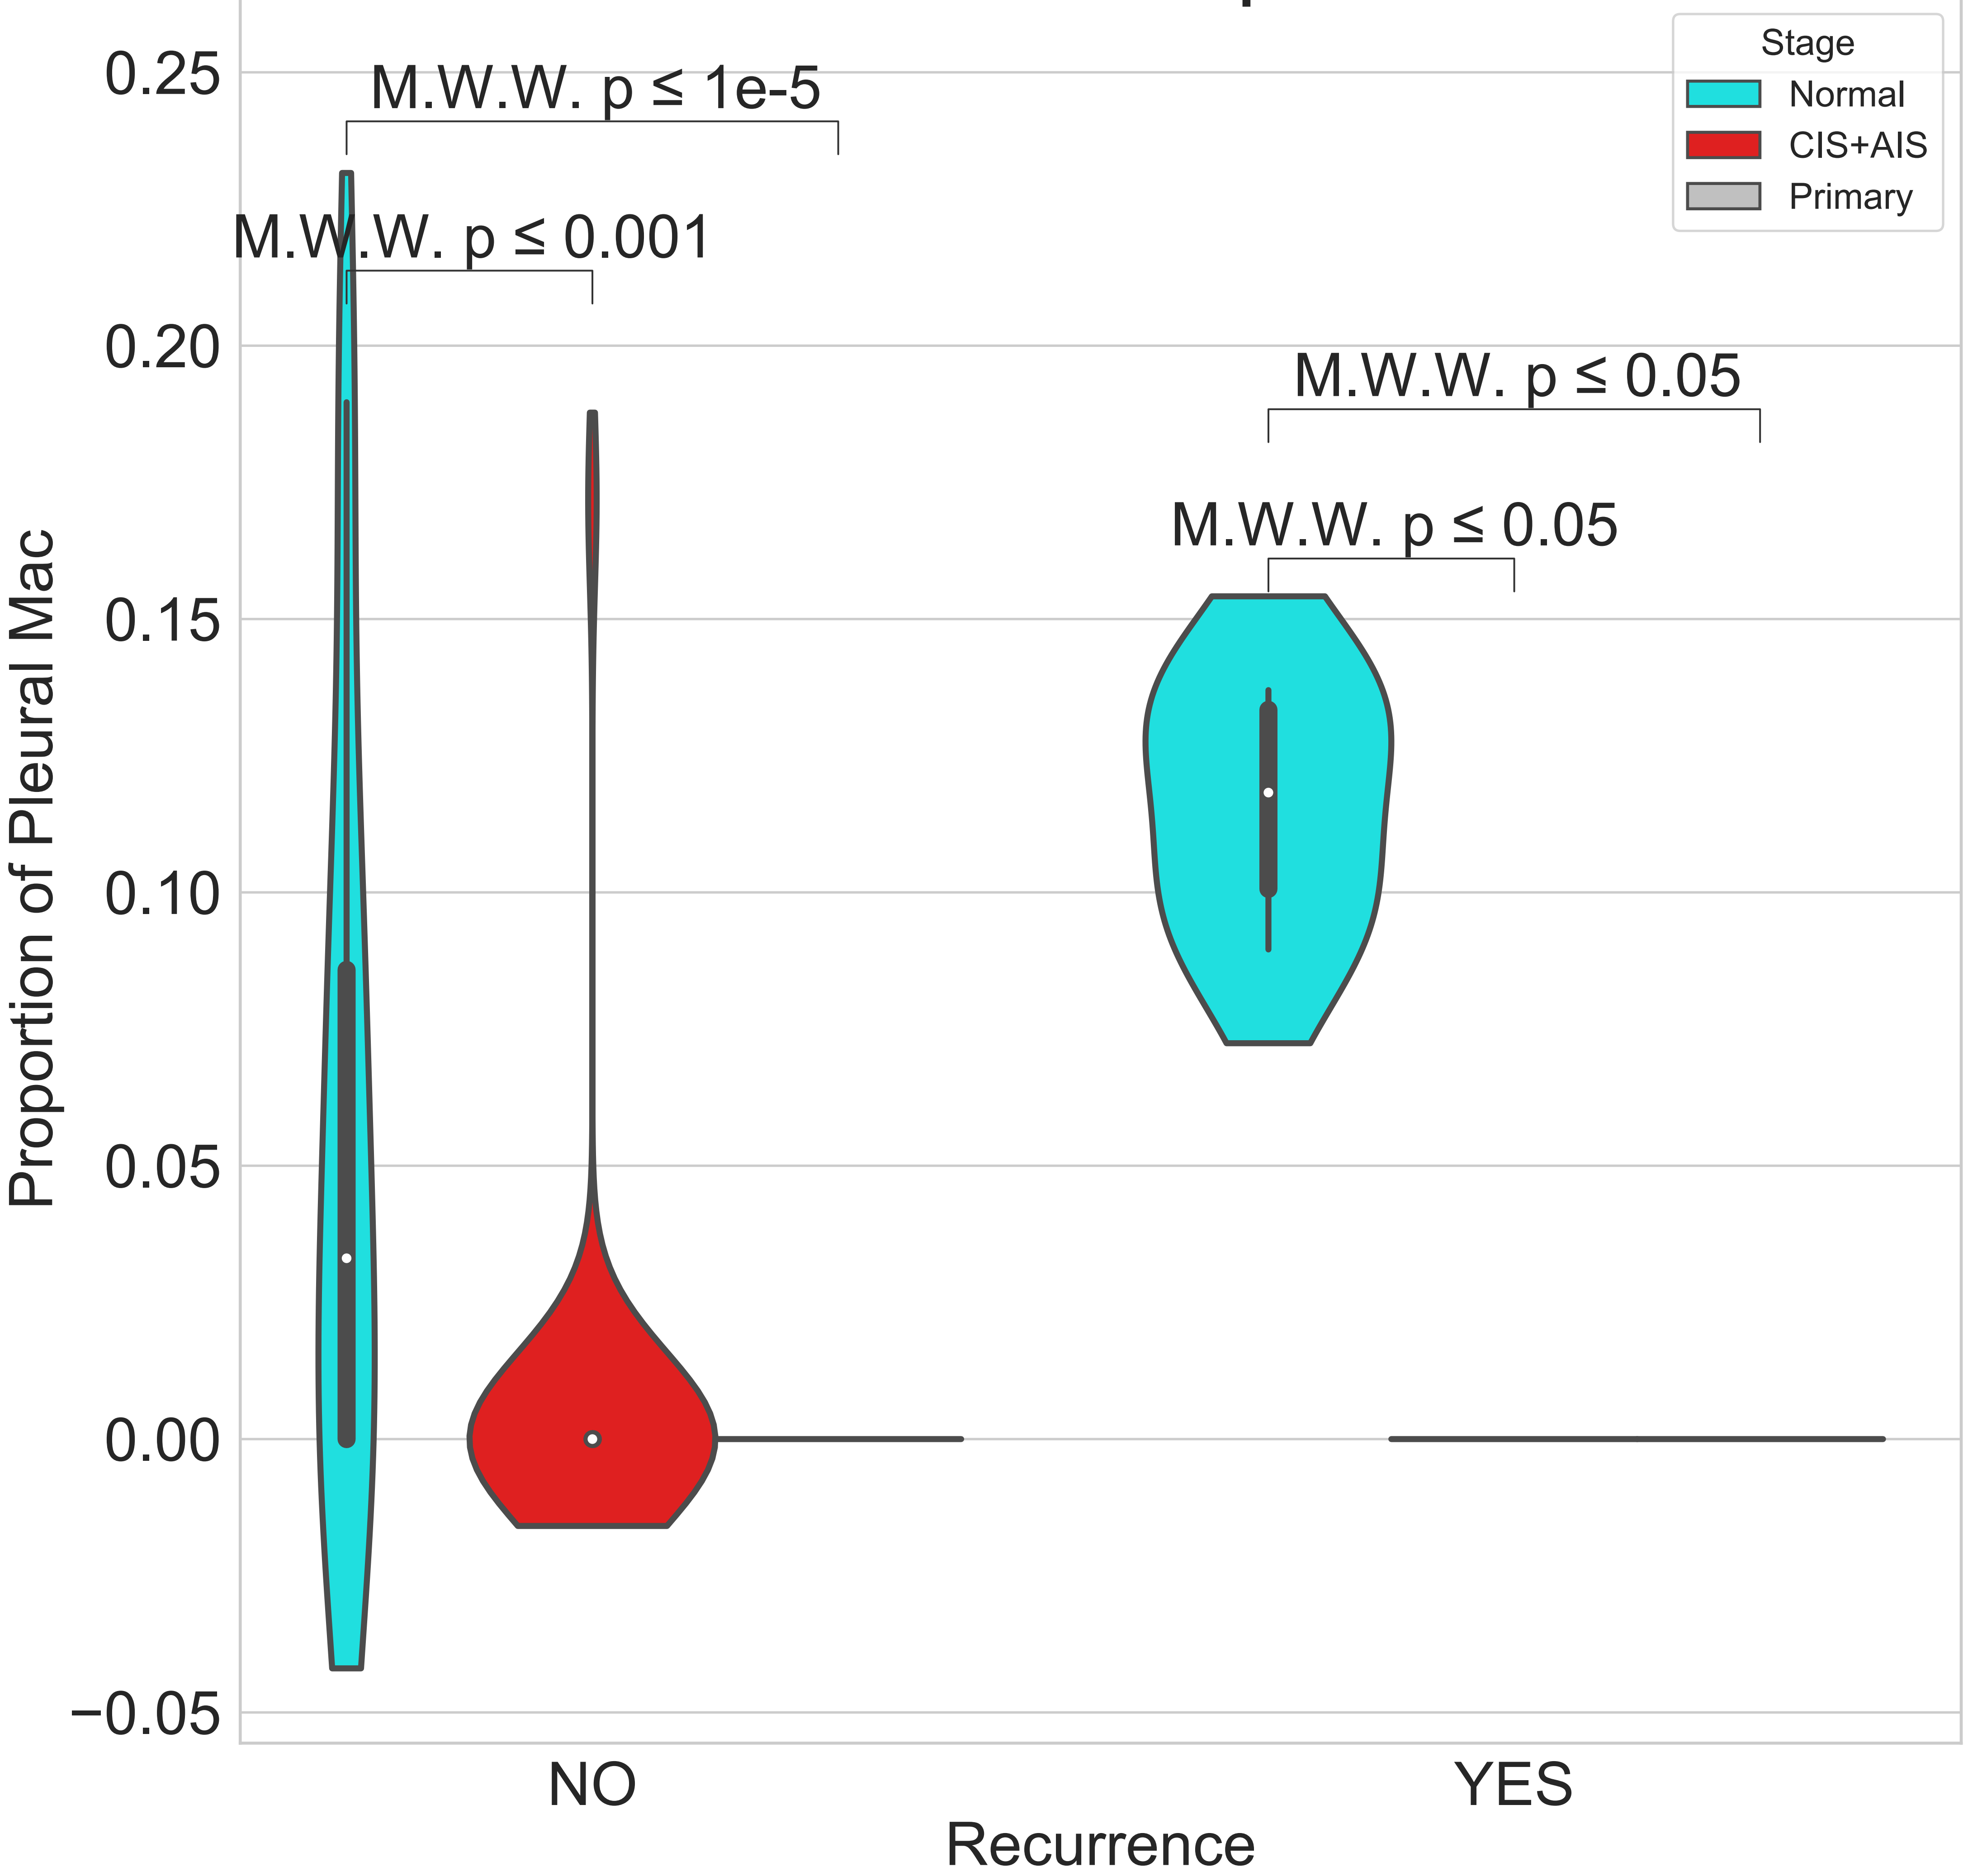 0.25
0.20
0.15
0.10
0.05
0.00
−0.05
Proportion of Pleural Mac
M.W.W. p ≤ 1e-5
M.W.W. p ≤ 0.001
M.W.W. p ≤ 0.05
M.W.W. p ≤ 0.05
Stage
Normal
CIS+AIS
Primary
NO
YES
Recurrence